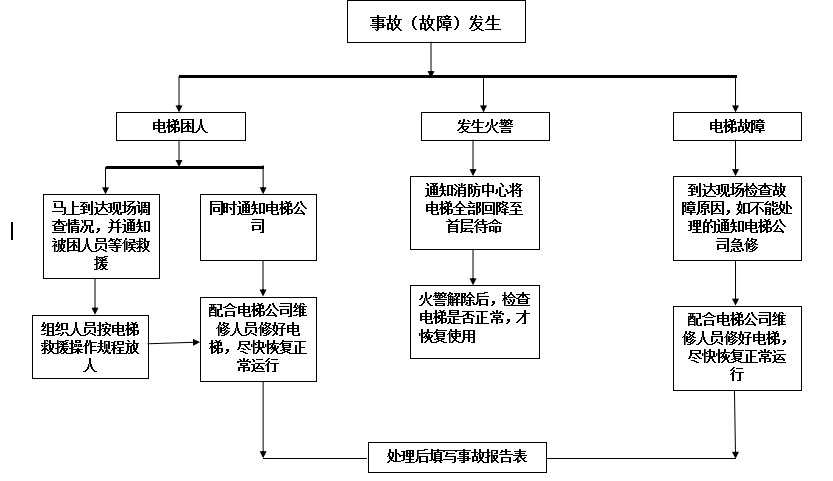 事故（故障）发生
电梯困人
发生火警
电梯故障
马上到达现场调
查情况，并通知
被困人员等候救
援
同时通知电梯公
司
通知消防中心将
电梯全部回降至
首层待命
到达现场检查故
障原因，如不能处
理的通知电梯公
司急修
组织人员按电梯
救援操作规程放
人
配合电梯公司维
修人员修好电
梯，尽快恢复正
常运行
火警解除后，检查
电梯是否正常，才
恢复使用
配合电梯公司维
修人员修好电梯，
尽快恢复正常运
行
处理后填写事故报告表